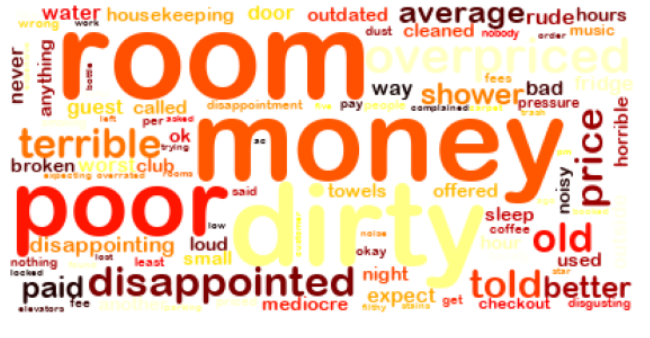 water housekeeping door outdated average rude hours
wrong work dust cleaned nobody order music
room overpriced
never anything bottle way fees fridge
guest called disappointment pay people complained shower bad pressure
left per asked trash
terrible ok trying ac money price horrible
broken worst club
expecting overrated rooms noisy
poor said low dirty towels offered
sleep coffee
disappointing loud noise okay hour old
nothing lost least small used
locked star
paid disappointed night told better
elevators fee mediocre expect get checkout disgusting
filthy stains